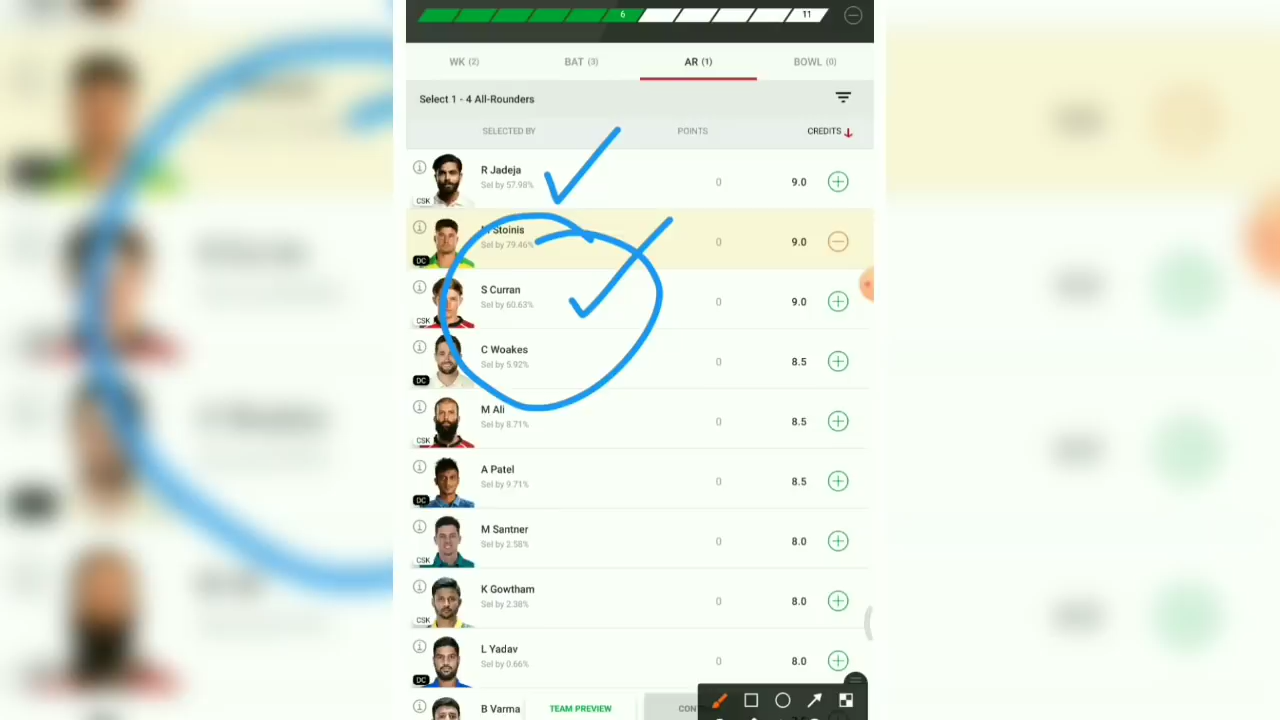 6 11
WK (2) BAT (3) AR (1) BOWL (0)
Select 1 - 4 All-Rounders
SELECTED BY POINTS CREDITS
R Jadeja
Sel by 57.98% 0 9.0
CSK
Stoinis
Sel by 79.46% 0 9.0
DC
S Curran
Sel by 60.63% 0 9.0
CSK
C Woakes
Sel by 5.92% 0 8.5
DC
M Ali
Sel by 8.71% 0 8.5
CSK
A Patel
Sel by 9.71% 0 8.5
DC
M Santner
Sel by 2.58% 0 8.0
CSK
K Gowtham
Sel by 2.38% 0 8.0
CSK
L Yadav
Sel by 0.66% 0 8.0
DC
B Varma
TEAM PREVIEW CON